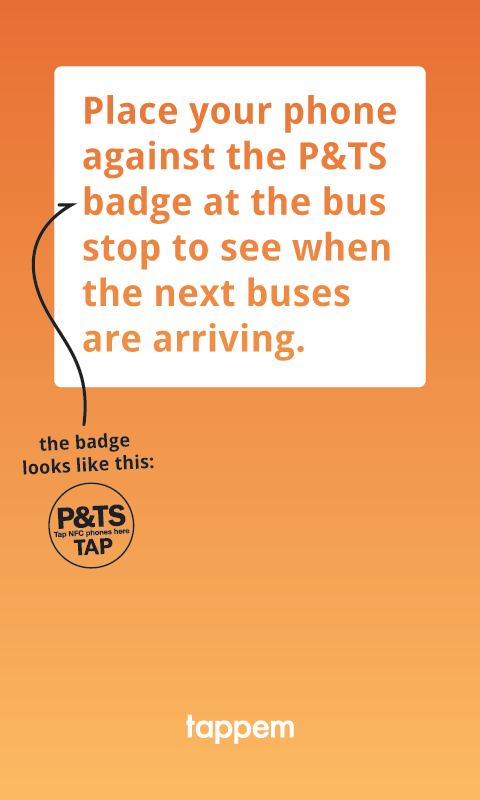 Place your phone
against the P&TS
badge at the bus
stop to see when
the next buses
are arriving.
the badge
looks like this:
P&TS
Tap NFC phones here
TAP
tappem